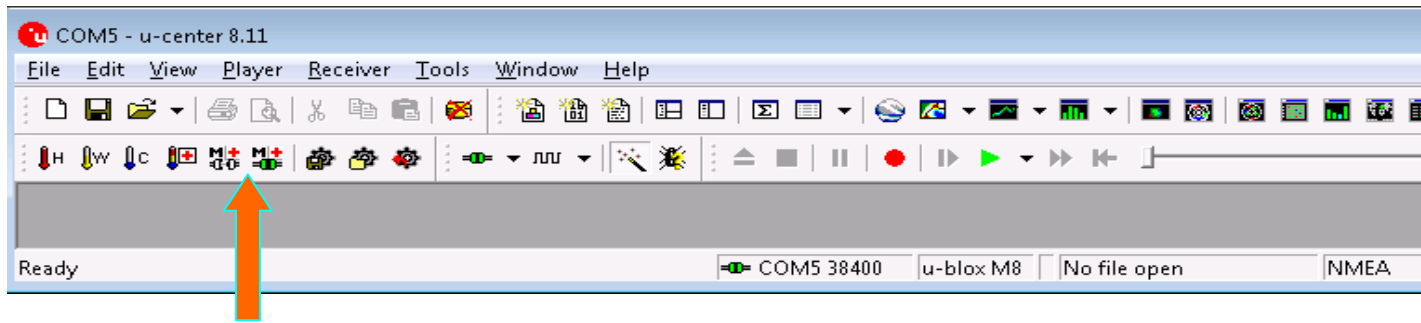 COM5 - u-center 8.11
File Edit View Player Receiver Tools Window Help
H W C
Ready COM5 38400 u-blox M8 No file open NMEA